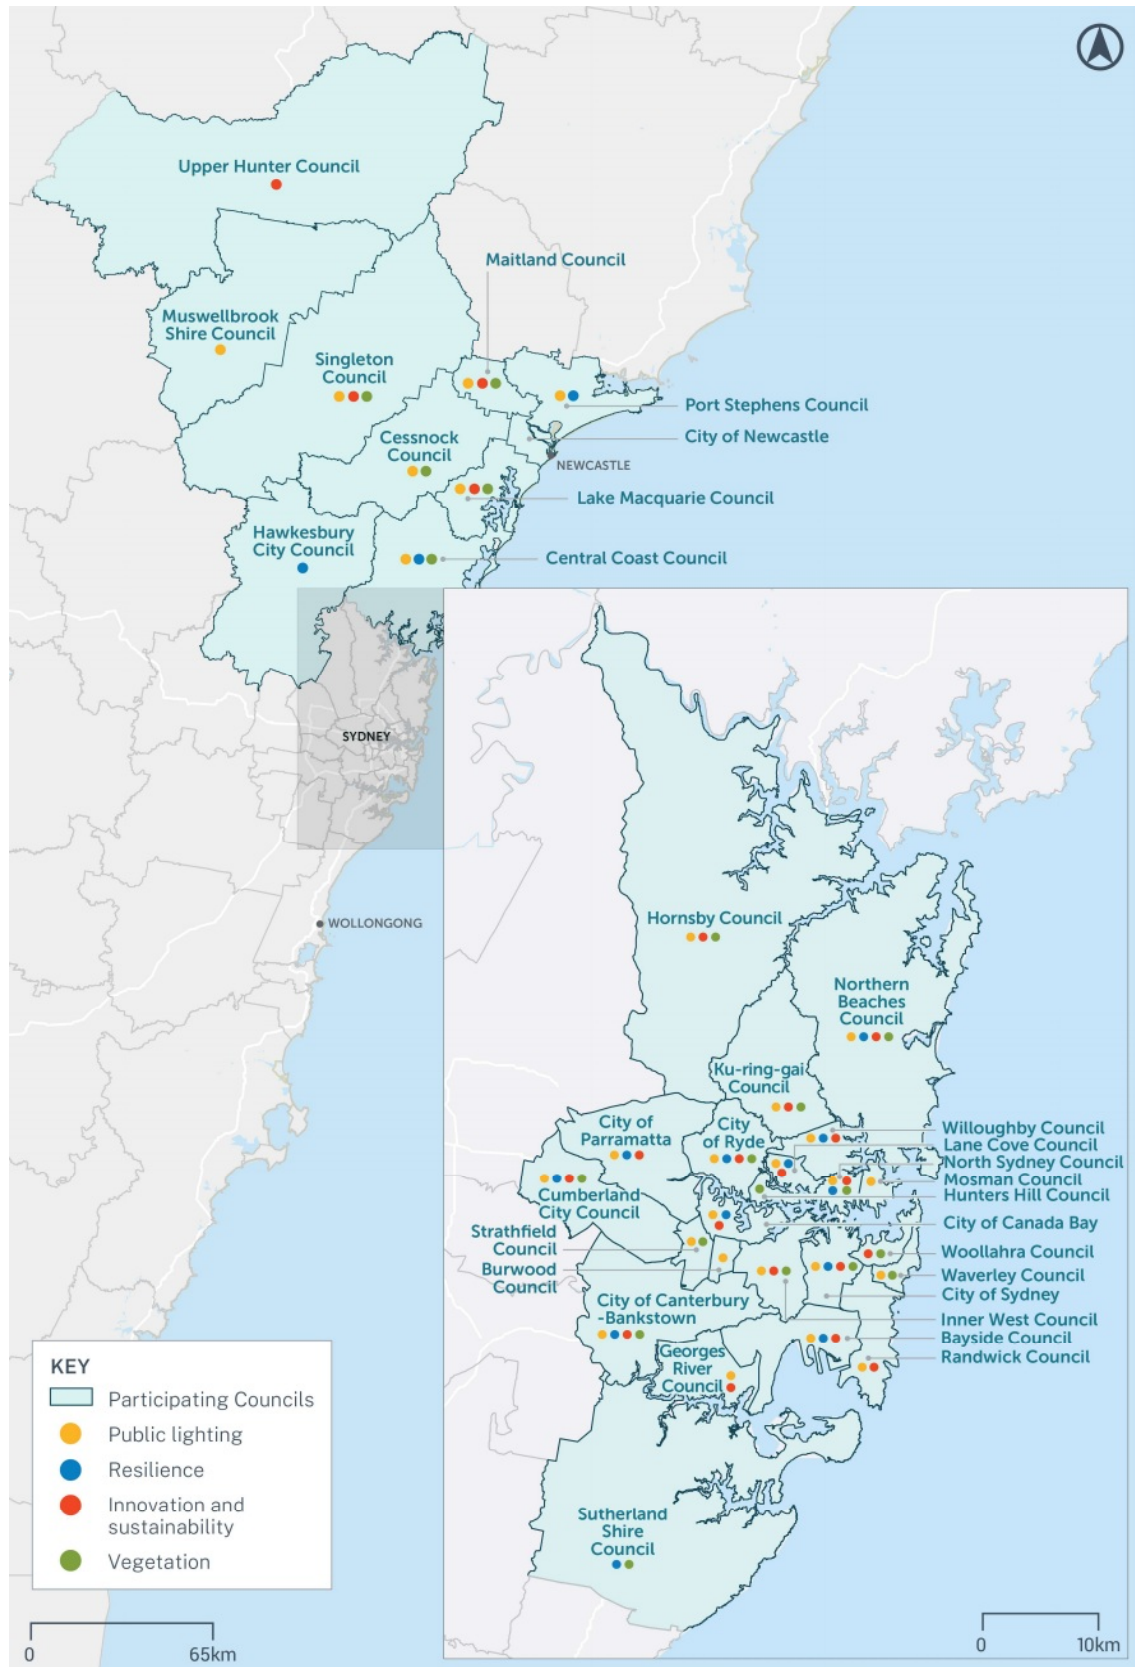 Upper Hunter Council
Maitland Council
Muswellbrook
Shire Council
Singleton
Council
Port Stephens Council
City of Newcastle
Cessnock
Council
NEWCASTLE
Lake Macquarie Council
Hawkesbury
City Council
Central Coast Council
SYDNEY
WOLLONGONG
Hornsby Council
Northern
Beaches
Council
Ku-ring-gai
Council
City of
Parramatta
City
of Ryde
Willoughby Council
Lane Cove Council
North Sydney Council
Mosman Council
Hunters Hill Council
Cumberland
City Council
City of Canada Bay
Strathfield
Council
Burwood
Council
Woollahra Council
Waverley Council
City of Sydney
City of Canterbury
-Bankstown
Inner West Council
Bayside Council
Randwick Council
Georges
River
Council
Sutherland
Shire
Council
KEY
Participating Councils
Public lighting
Resilience
Innovation and
sustainability
Vegetation
0 65km
0 10km